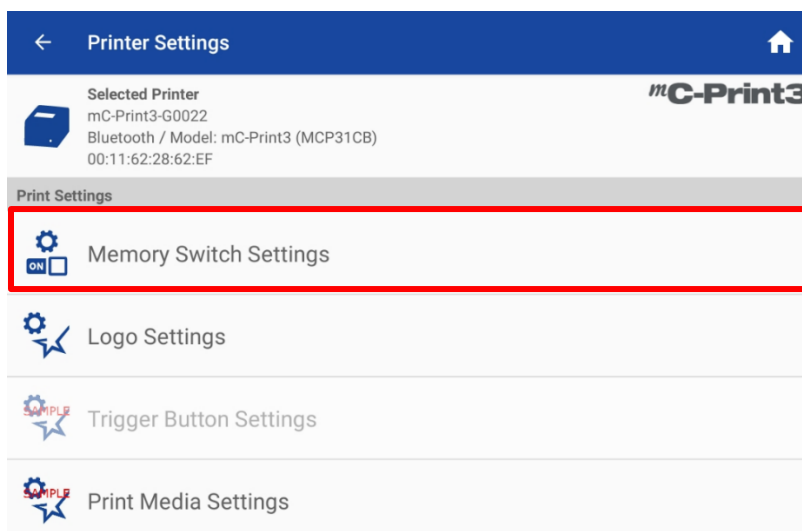 Printer Settings
Selected Printer
mC-Print3
mC-Print3-G0022
Bluetooth / Model: mC-Print3 (MCP31CB)
00:11:62:28:62:EF
Print Settings
ON
Memory Switch Settings
Logo Settings
SAMPLE
Trigger Button Settings
SAMPLE
Print Media Settings